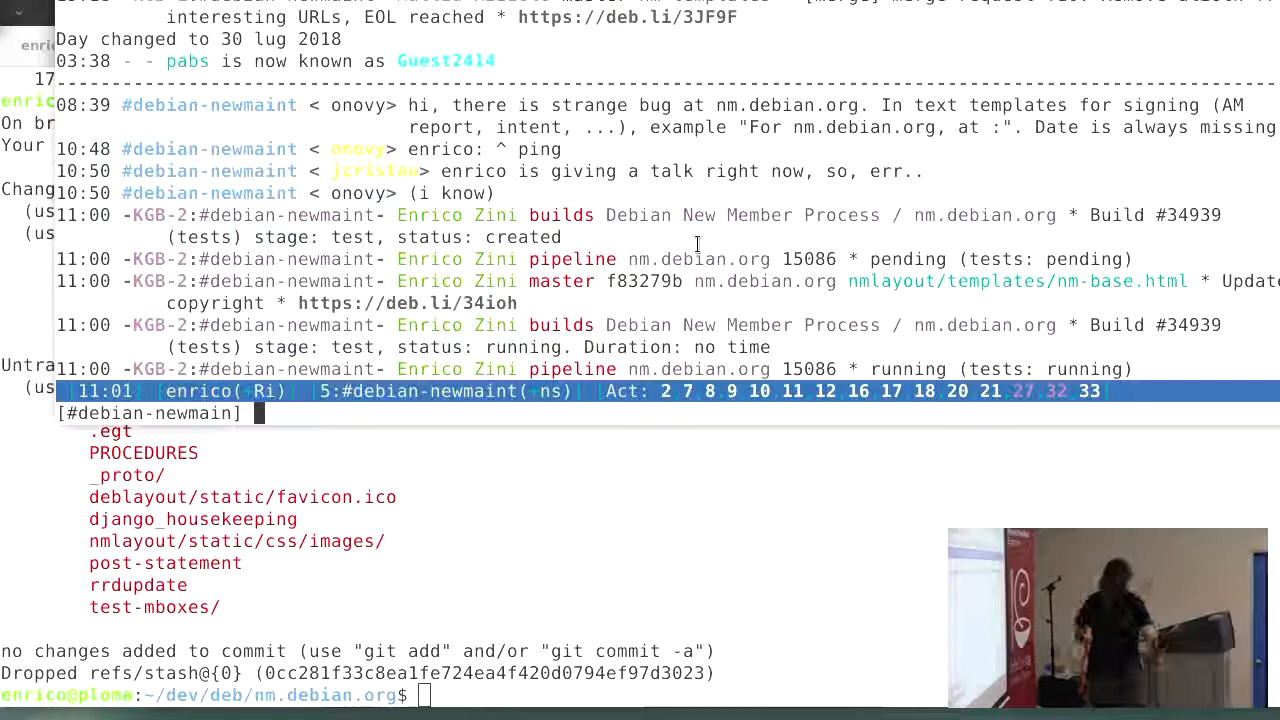 interesting URLs, EOL reached * https://deb.li/3JF9F
Day changed to 30 lug 2018
03:38 - - pabs is now known as Guest2414
08:39 #debian-newmaint < onovy> hi, there is strange bug at nm.debian.org. In text templates for signing (AM
report, intent, ...), example "For nm.debian.org, at :". Date is always missing
10:48 #debian-newmaint < onovy> enrico: ^ ping
10:50 #debian-newmaint < jcristau> enrico is giving a talk right now, so, err..
10:50 #debian-newmaint < onovy> (i know)
11:00 -KGB-2:#debian-newmaint- Enrico Zini builds Debian New Member Process / nm.debian.org * Build #34939
(tests) stage: test, status: created
11:00 -KGB-2:#debian-newmaint- Enrico Zini pipeline nm.debian.org 15086 * pending (tests: pending)
11:00 -KGB-2:#debian-newmaint- Enrico Zini master f83279b nm.debian.org nmlayout/templates/nm-base.html * Update
copyright * https://deb.li/34ioh
11:00 -KGB-2:#debian-newmaint- Enrico Zini builds Debian New Member Process / nm.debian.org * Build #34939
(tests) stage: test, status: running. Duration: no time
11:00 -KGB-2:#debian-newmaint- Enrico Zini pipeline nm.debian.org 15086 * running (tests: running)
11:01 [enrico(+Ri) 5:#debian-newmaint(+ns) Act: 2 7 8 9 10 11 12 16 17 18 20 21 27 32 33
[#debian-newmain]
enric
17
enric
On br
Your
Chang
(us
(us
Untra
(us
.egt
PROCEDURES
_proto/
deblayout/static/favicon.ico
django_housekeeping
nmlayout/static/css/images/
post-statement
rrdupdate
test-mboxes/
no changes added to commit (use "git add" and/or "git commit -a")
Dropped refs/stash@{0} (0cc281f33c8ea1fe724ea4f420d0794ef97d3023)
enrico@ploma:~/dev/deb/nm.debian.org$